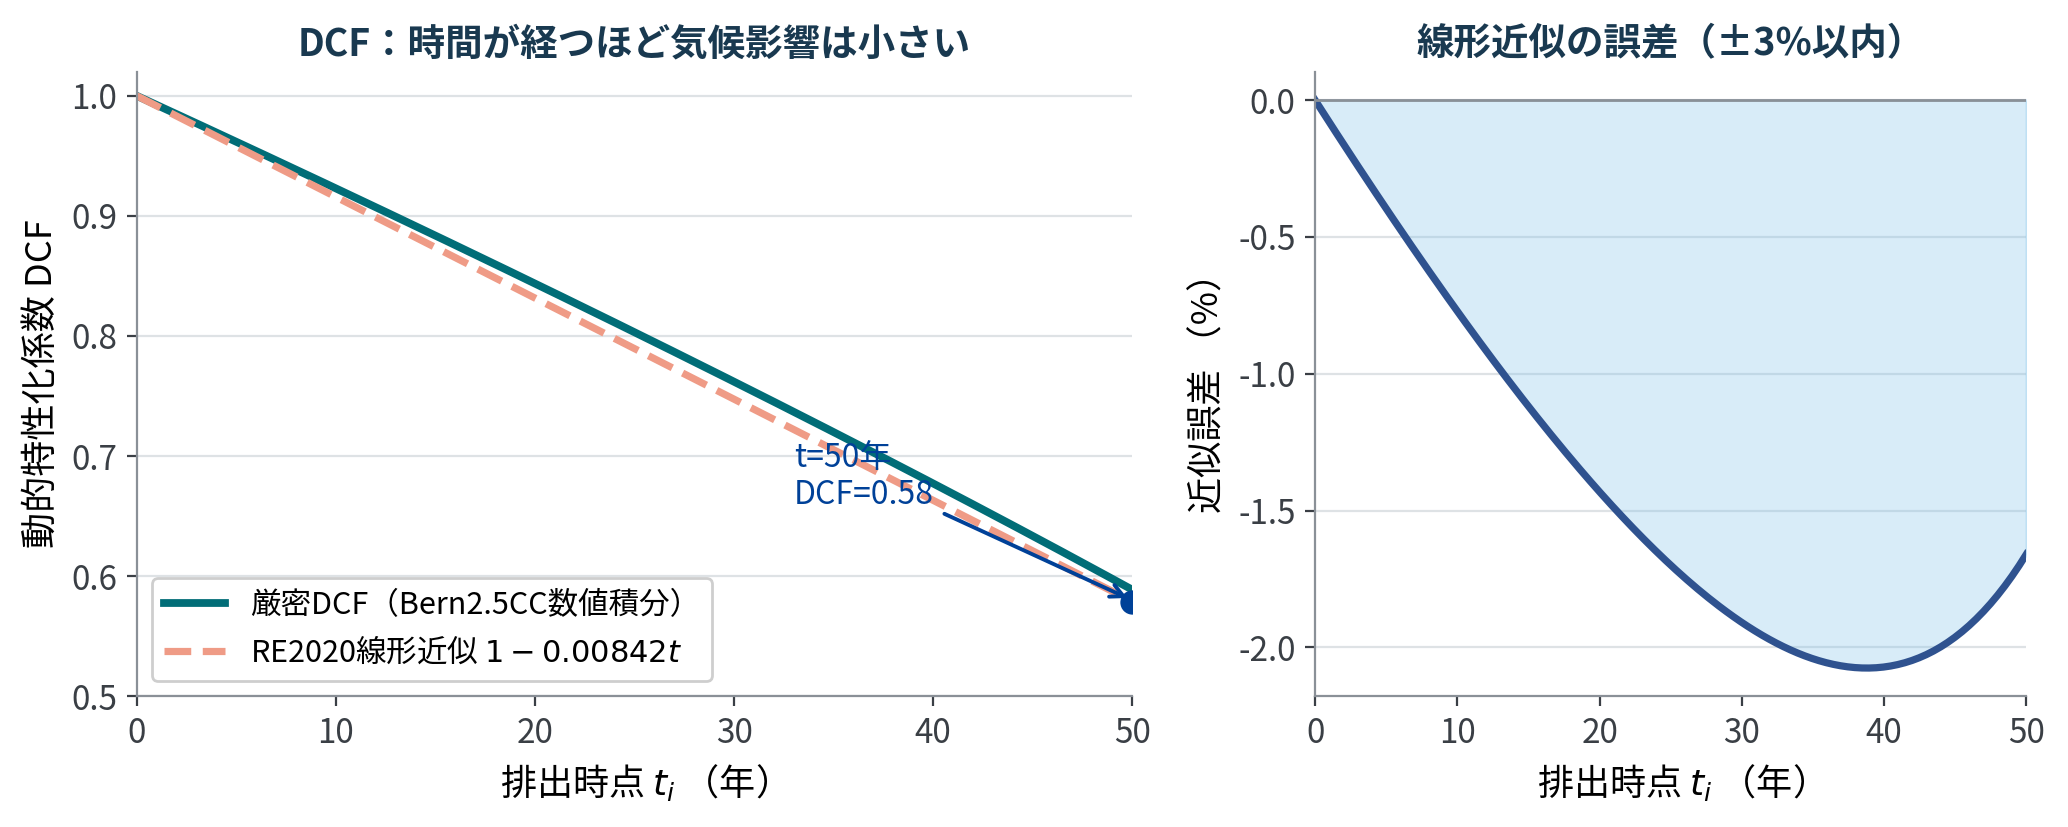 DCF：時間が経つほど気候影響は小さい
1.0
0.9
0.8
0.7
0.6
0.5
動的特性化係数 DCF
t=50年
DCF=0.58
厳密DCF（Bern2.5CC数値積分）
RE2020線形近似 1 − 0.00842t
0 10 20 30 40 50
排出時点 tᵢ （年）
線形近似の誤差（±3%以内）
0.0
-0.5
-1.0
-1.5
-2.0
近似誤差 （%）
0 10 20 30 40 50
排出時点 tᵢ （年）